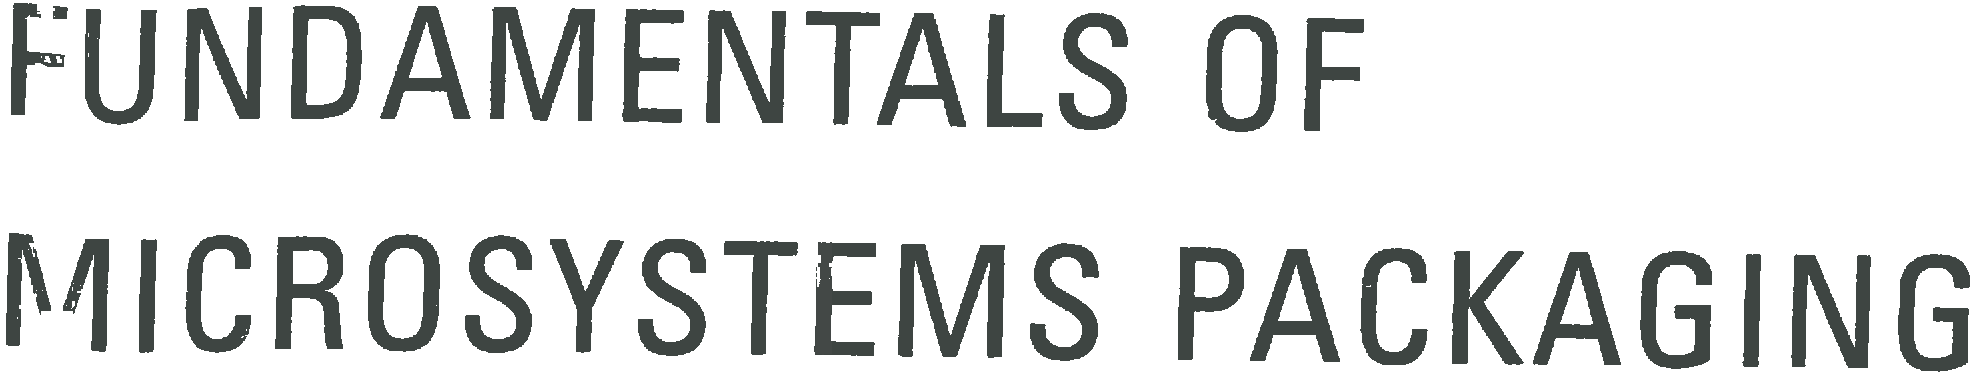 FUNDAMENTALS OF
MICROSYSTEMS PACKAGING